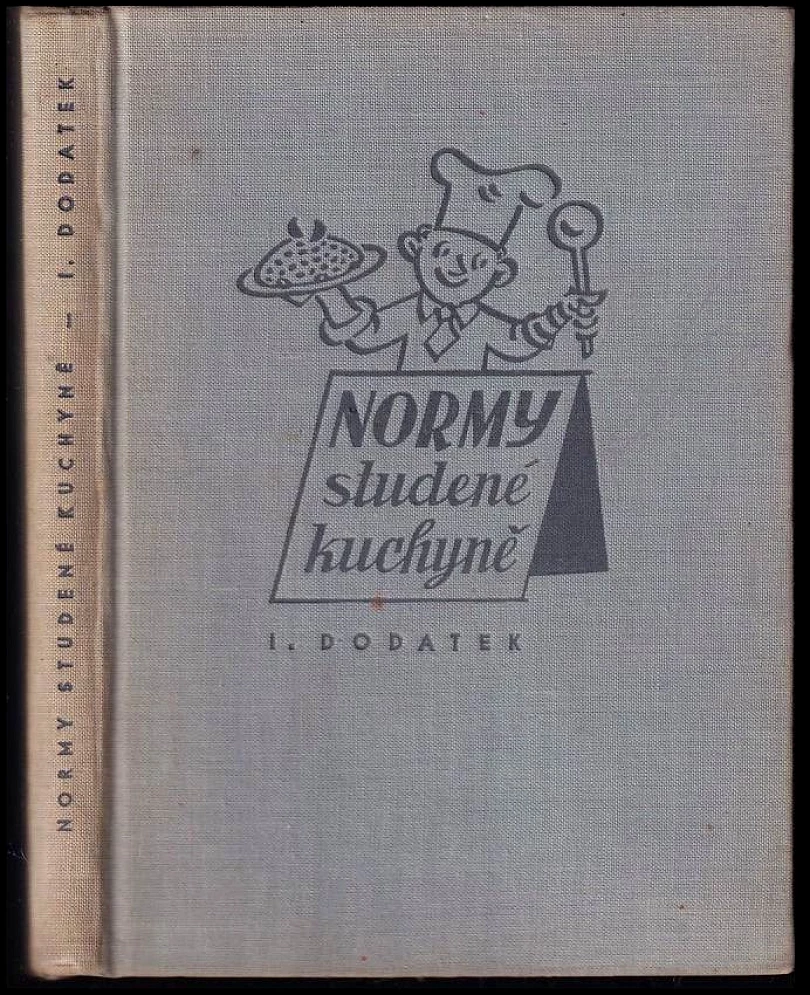 NORMY STUDENÉ KUCHYNĚ – I. DODATEK
NORMY
studené
kuchyně
I. DODATEK